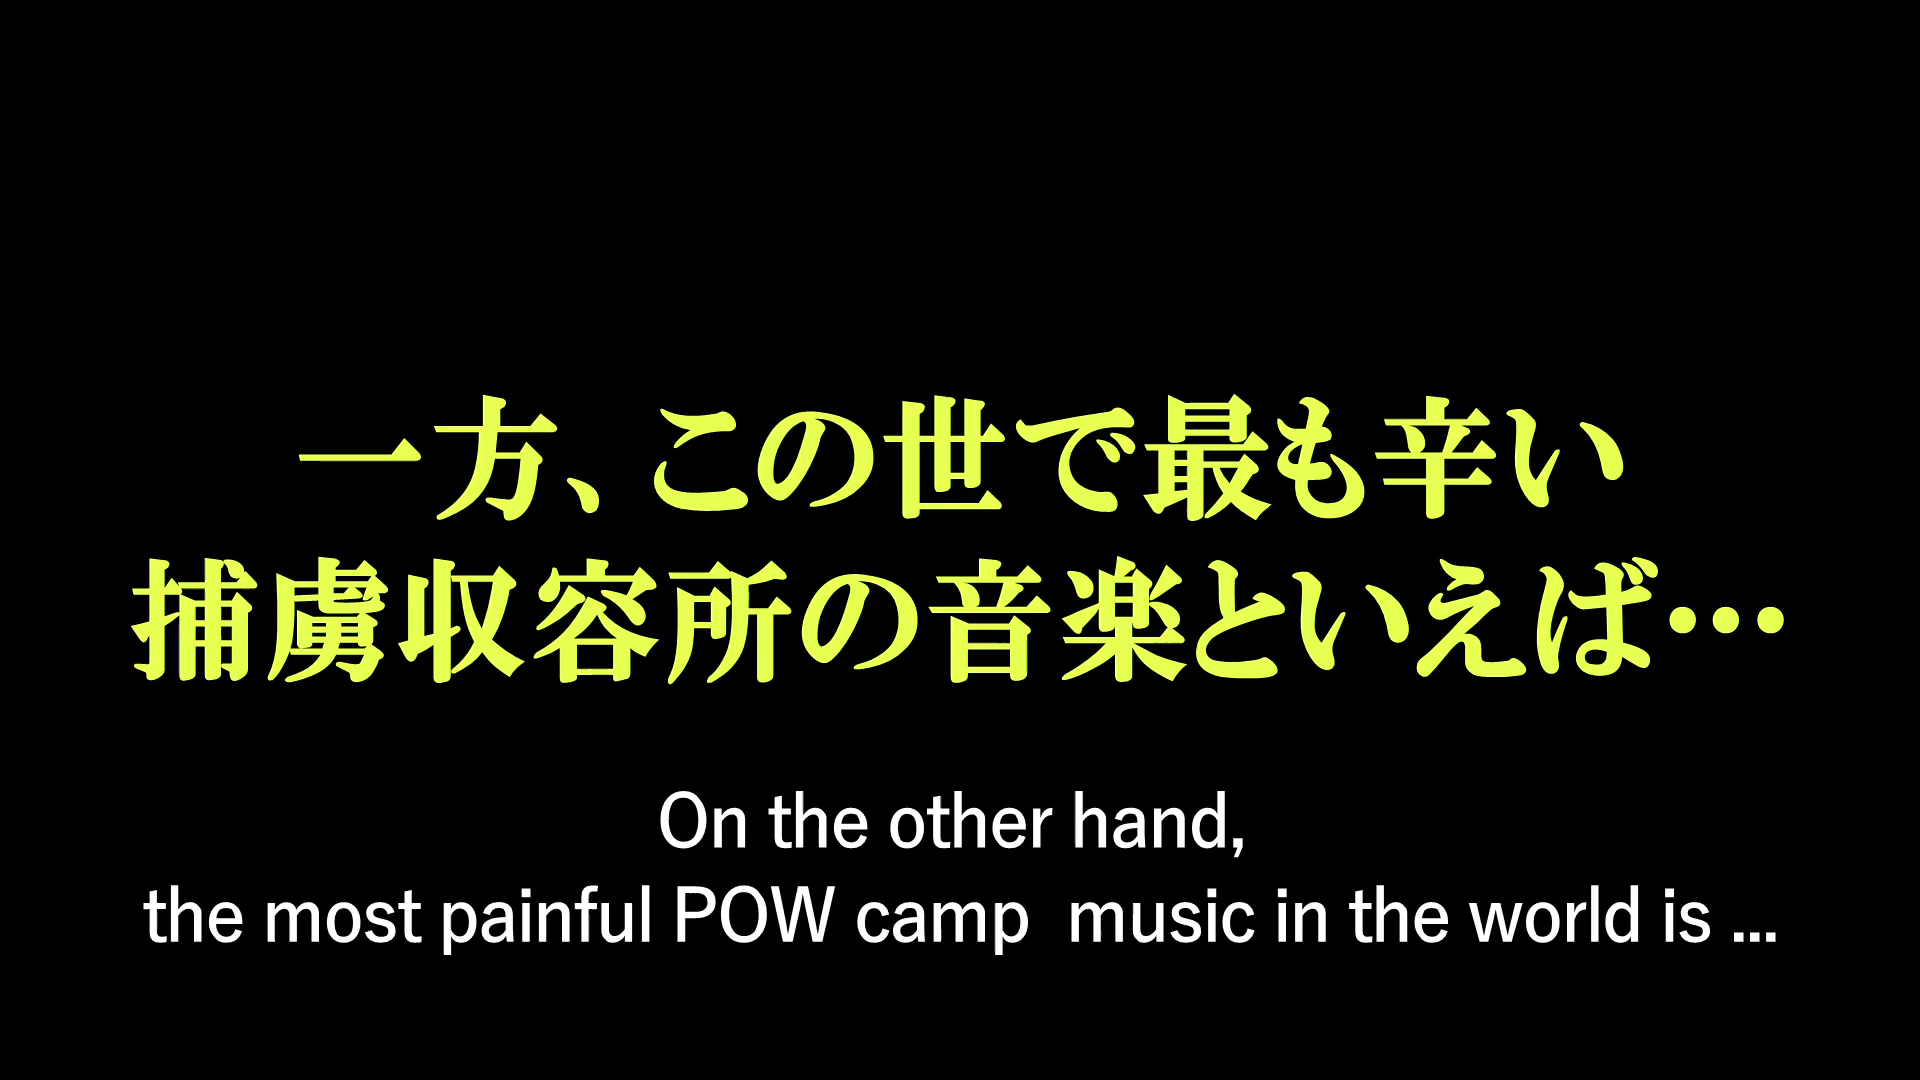 一方、この世で最も辛い
捕虜収容所の音楽といえば…
On the other hand,
the most painful POW camp  music in the world is ...